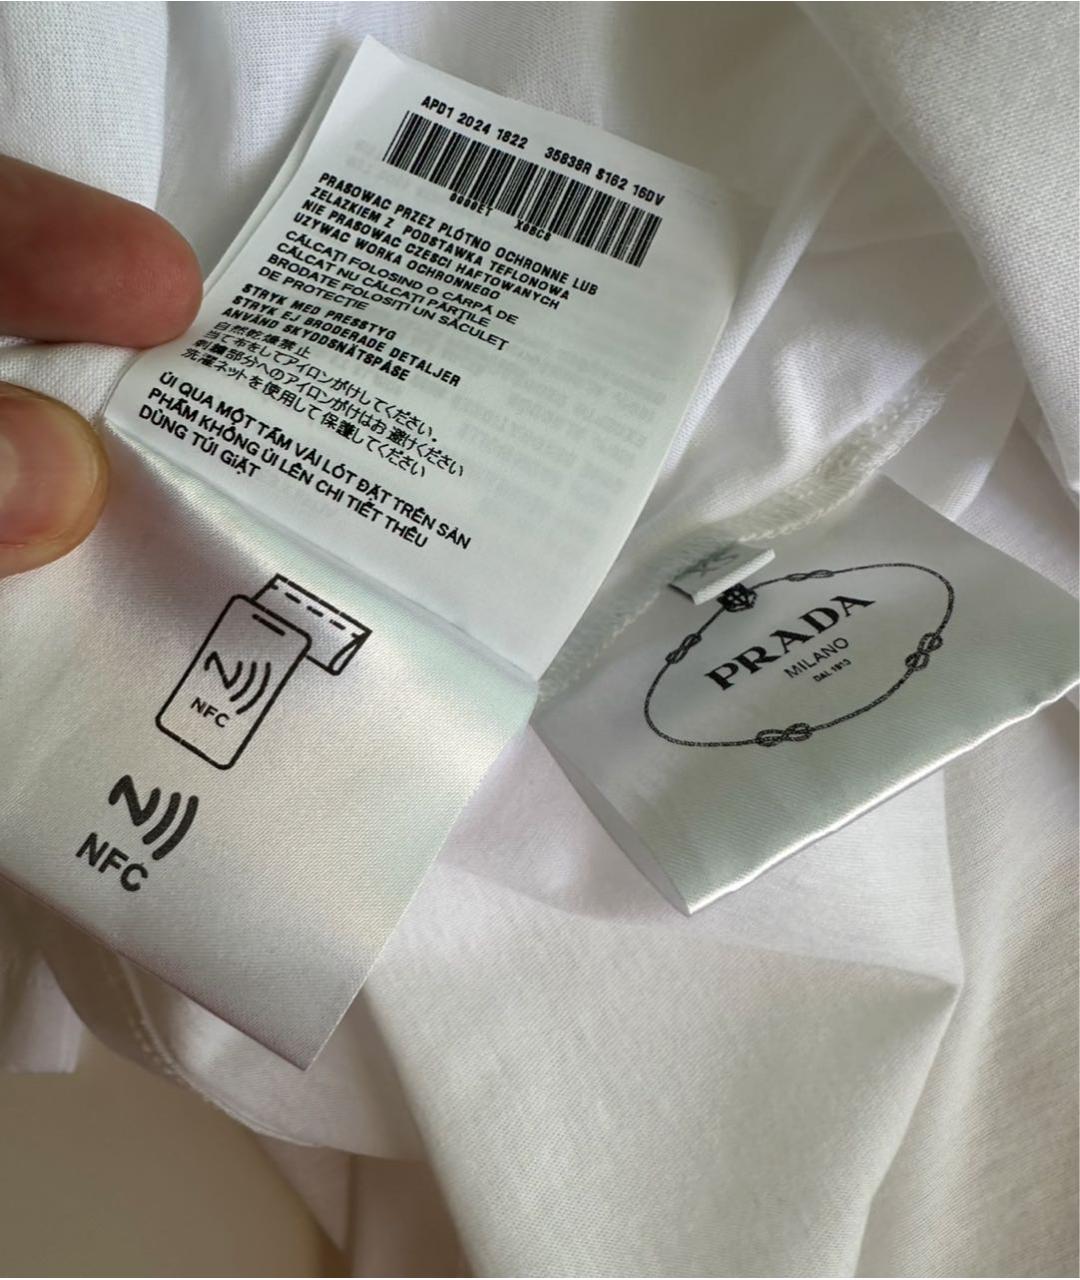 APD1 2024 1822 35838R S162 16DV
PRASOWAC PRZEZ PLÓTNO OCHRONNE LUB
ZELAZKIEM Z PODSTAWKA TEFLONOWA
NIE PRASOWAC CZESCI HAFTOWANYCH
UZYWAC WORKA OCHRONNEGO
CĂLCAȚI FOLOSIND O CÂRPĂ DE
CĂLCAT NU CĂLCAȚI PĂRȚILE
BRODATE FOLOSIȚI UN SĂCULEȚ
DE PROTECȚIE
STRYK MED PRESSTYG
STRYK EJ BRODERADE DETALJER
ANVÄND SKYDDSNÄTSPÅSE
自然乾燥禁止
当て布をしてアイロンがけしてください。
刺繍部分へのアイロンがけはお避けください
洗濯ネットを使用して保護してください
ỦI QUA MỘT TẤM VẢI LÓT ĐẶT TRÊN SẢN
PHẨM KHÔNG ỦI LÊN CHI TIẾT THÊU
DÙNG TÚI GIẶT
NFC
NFC
XS
PRADA
MILANO
DAL 1913